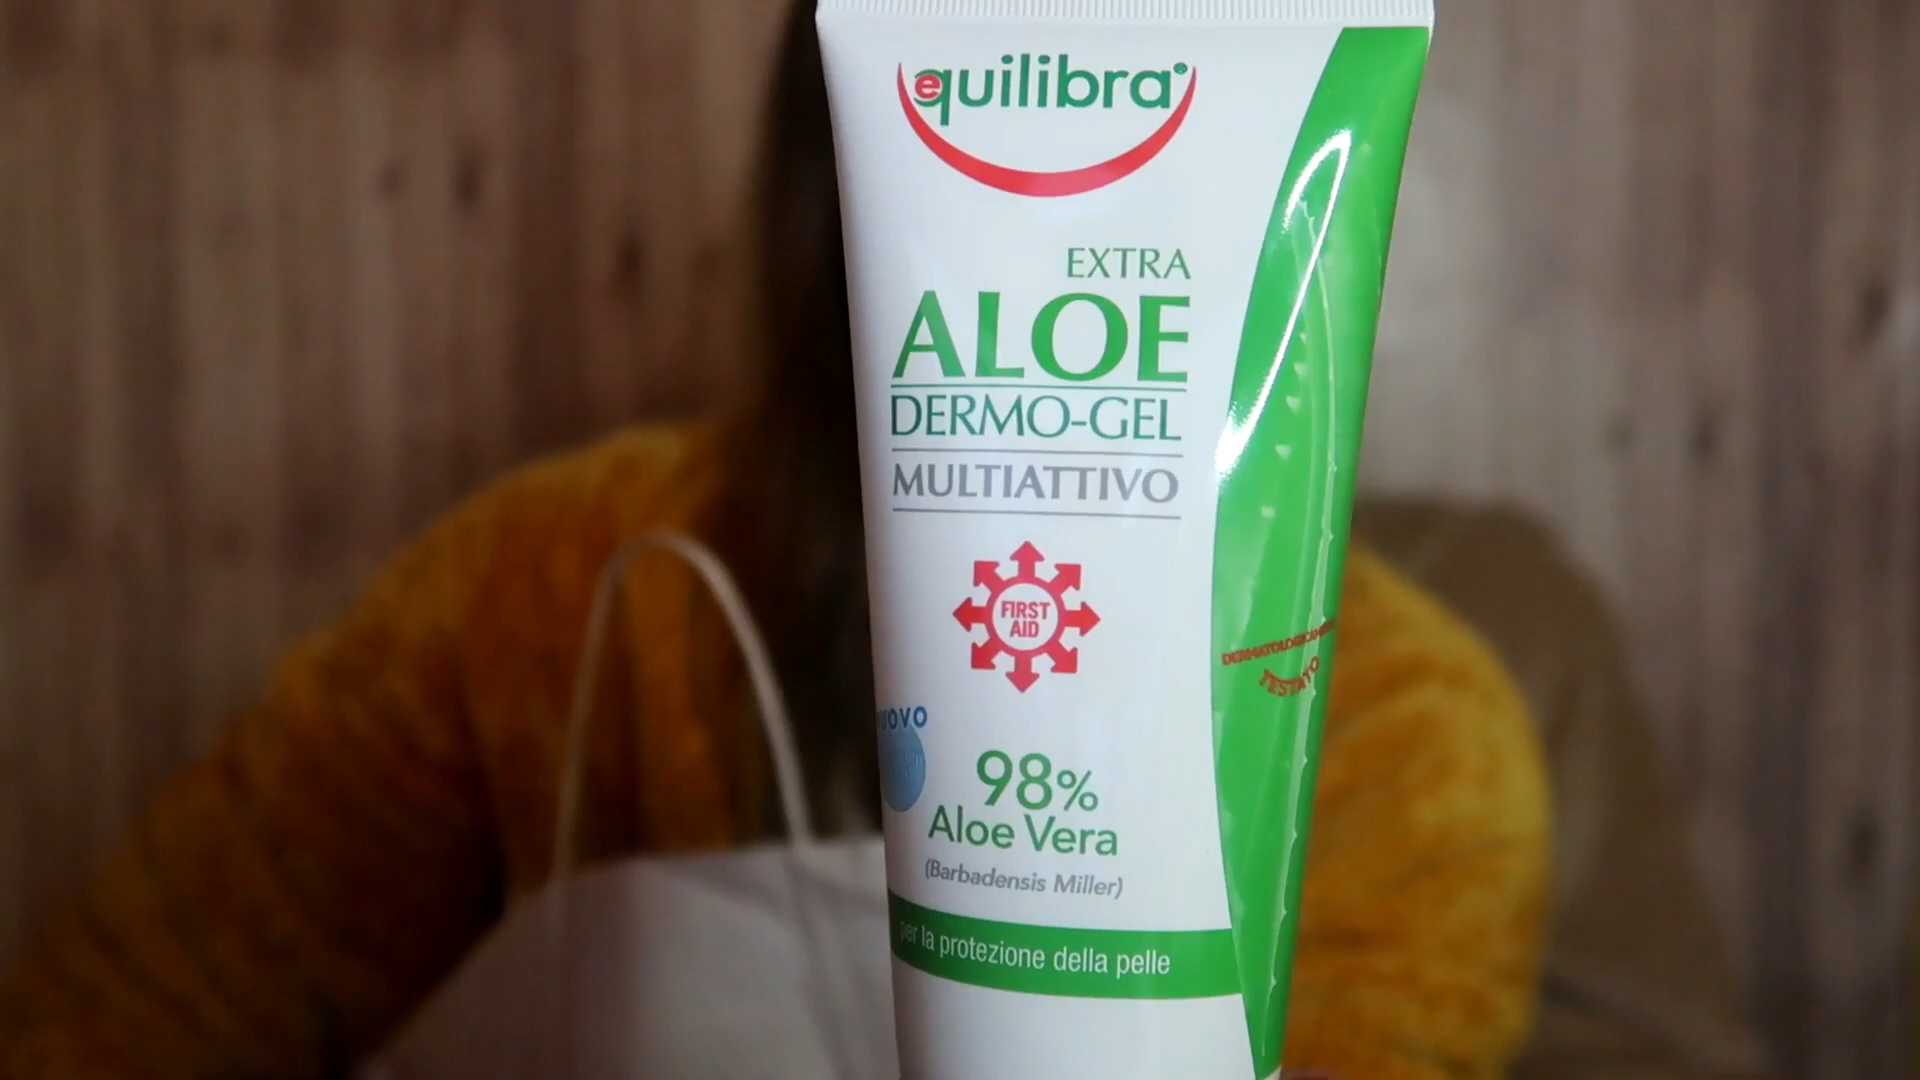 equilibra®
EXTRA
ALOE
DERMO-GEL
MULTIATTIVO
FIRST
AID
98%
Aloe Vera
(Barbadensis Miller)
per la protezione della pelle
DERMATOLOGICAMENTE
TESTATO